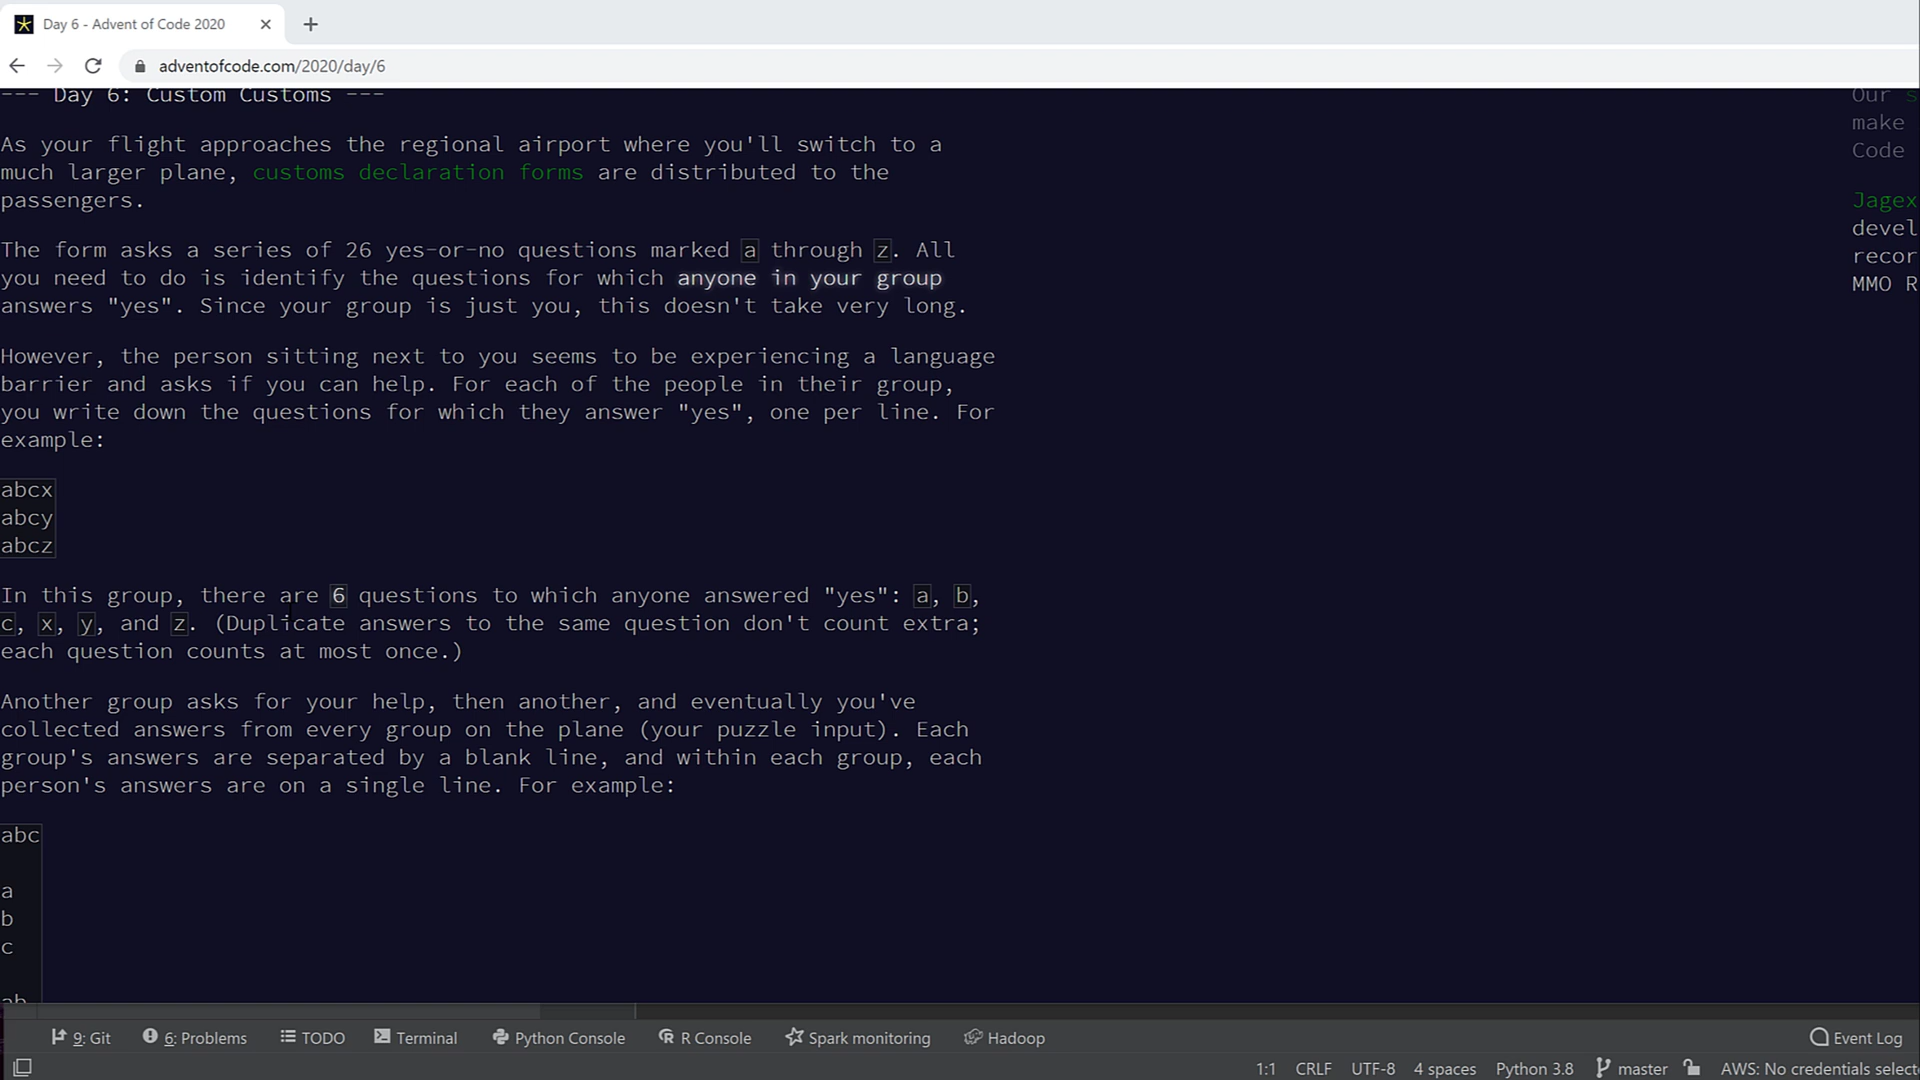 Day 6 - Advent of Code 2020
adventofcode.com/2020/day/6
--- Day 6: Custom Customs ---
As your flight approaches the regional airport where you'll switch to a
much larger plane, customs declaration forms are distributed to the
passengers.
The form asks a series of 26 yes-or-no questions marked a through z. All
you need to do is identify the questions for which anyone in your group
answers "yes". Since your group is just you, this doesn't take very long.
However, the person sitting next to you seems to be experiencing a language
barrier and asks if you can help. For each of the people in their group,
you write down the questions for which they answer "yes", one per line. For
example:
abcx
abcy
abcz
In this group, there are 6 questions to which anyone answered "yes": a, b,
c, x, y, and z. (Duplicate answers to the same question don't count extra;
each question counts at most once.)
Another group asks for your help, then another, and eventually you've
collected answers from every group on the plane (your puzzle input). Each
group's answers are separated by a blank line, and within each group, each
person's answers are on a single line. For example:
abc
a
b
c
ab
Our s
make
Code
Jagex
devel
recor
MMO R
9: Git
6: Problems
TODO
Terminal
Python Console
R Console
Spark monitoring
Hadoop
Event Log
1:1
CRLF
UTF-8
4 spaces
Python 3.8
master
AWS: No credentials select